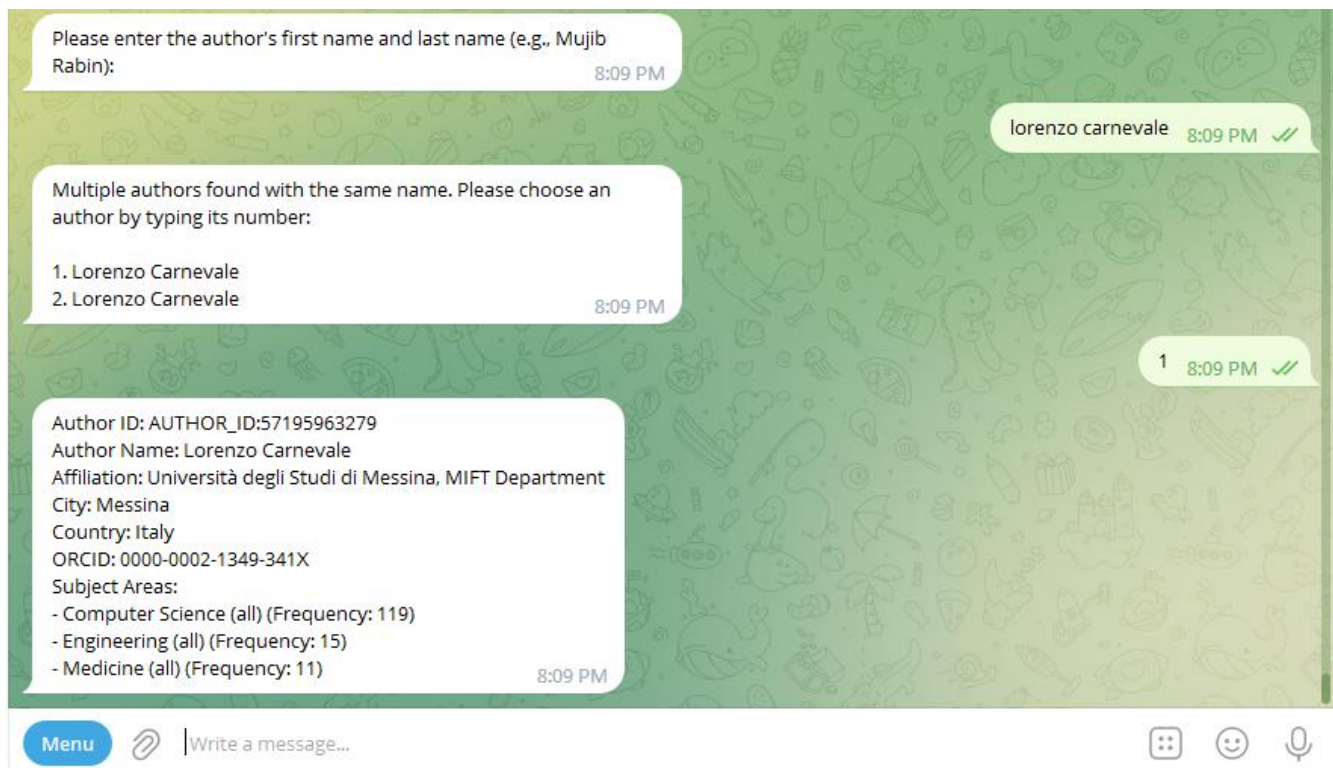 Please enter the author's first name and last name (e.g., Mujib
Rabin):
8:09 PM
lorenzo carnevale
8:09 PM
Multiple authors found with the same name. Please choose an
author by typing its number:
1. Lorenzo Carnevale
2. Lorenzo Carnevale
8:09 PM
1
8:09 PM
Author ID: AUTHOR_ID:57195963279
Author Name: Lorenzo Carnevale
Affiliation: Università degli Studi di Messina, MIFT Department
City: Messina
Country: Italy
ORCID: 0000-0002-1349-341X
Subject Areas:
- Computer Science (all) (Frequency: 119)
- Engineering (all) (Frequency: 15)
- Medicine (all) (Frequency: 11)
8:09 PM
Menu
Write a message...